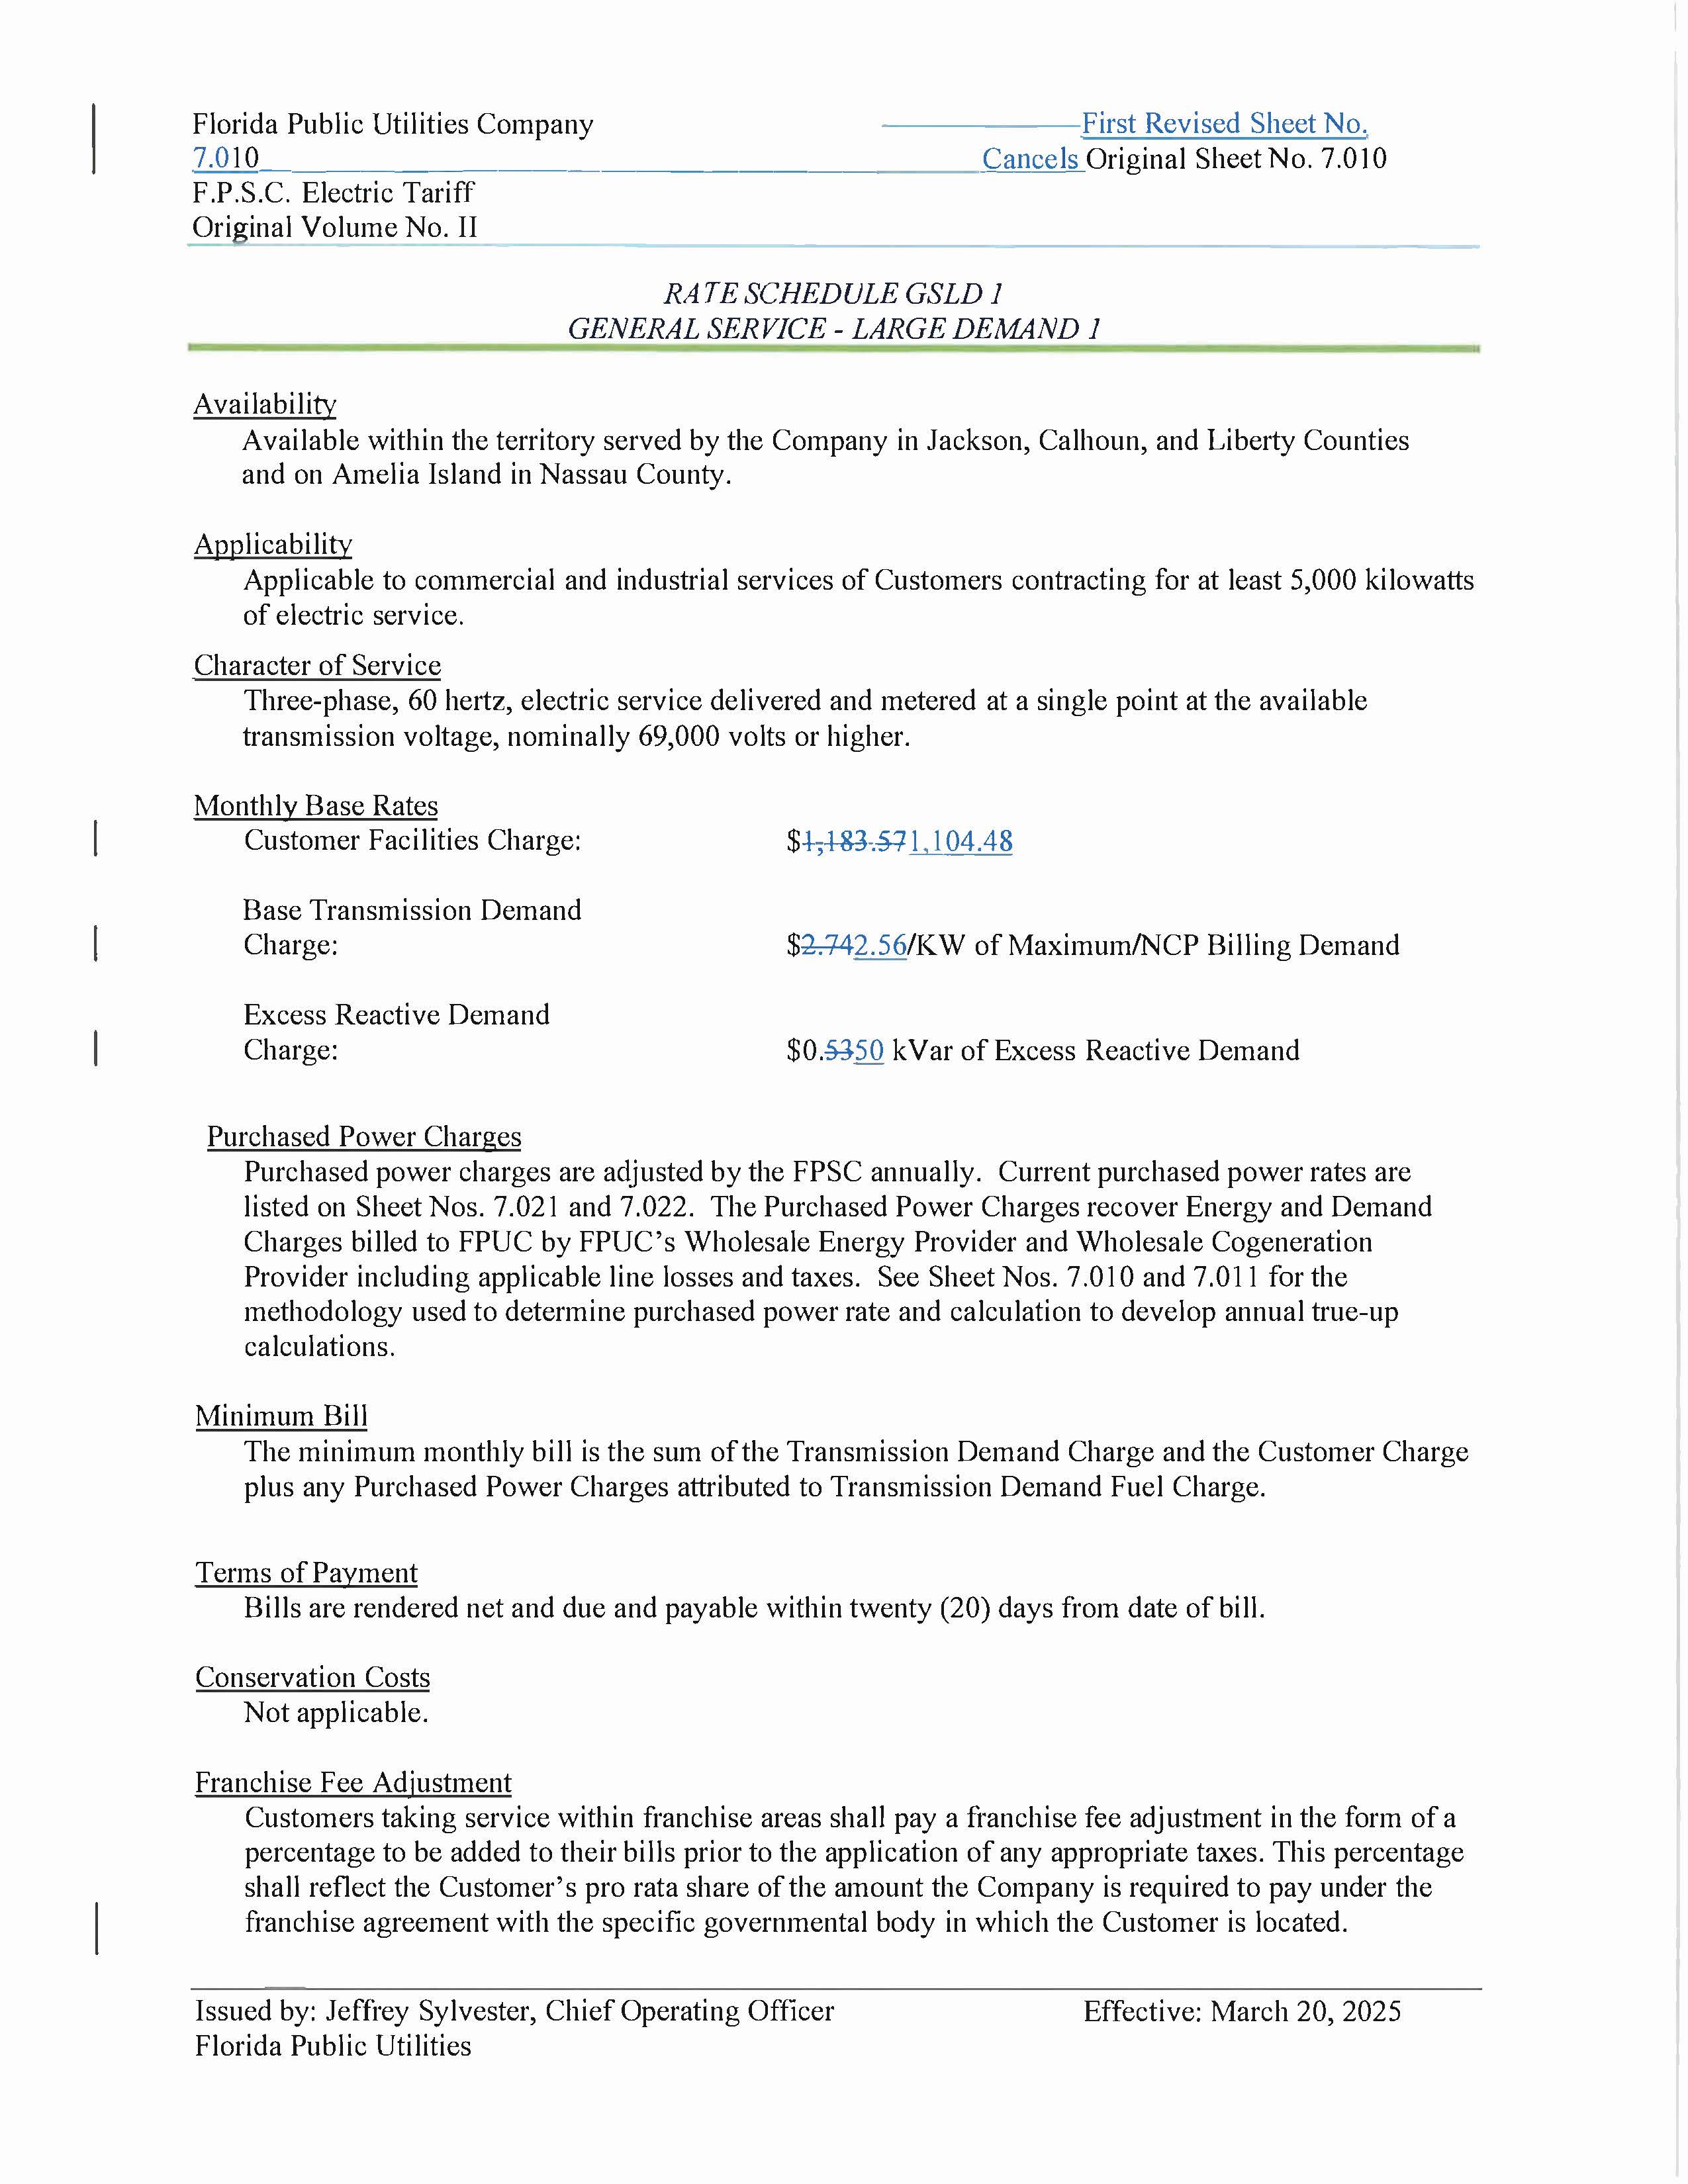 Florida Public Utilities Company First Revised Sheet No.
7.010 Cancels Original Sheet No. 7.010
F.P.S.C. Electric Tariff
Original Volume No. II
RATE SCHEDULE GSLD 1
GENERAL SERVICE - LARGE DEMAND 1
Availability
Available within the territory served by the Company in Jackson, Calhoun, and Liberty Counties
and on Amelia Island in Nassau County.
Applicability
Applicable to commercial and industrial services of Customers contracting for at least 5,000 kilowatts
of electric service.
Character of Service
Three-phase, 60 hertz, electric service delivered and metered at a single point at the available
transmission voltage, nominally 69,000 volts or higher.
Monthly Base Rates
Customer Facilities Charge: $1,183.571,104.48
Base Transmission Demand
Charge: $2.742.56/KW of Maximum/NCP Billing Demand
Excess Reactive Demand
Charge: $0.5350 kVar of Excess Reactive Demand
Purchased Power Charges
Purchased power charges are adjusted by the FPSC annually. Current purchased power rates are
listed on Sheet Nos. 7.021 and 7.022. The Purchased Power Charges recover Energy and Demand
Charges billed to FPUC by FPUC's Wholesale Energy Provider and Wholesale Cogeneration
Provider including applicable line losses and taxes. See Sheet Nos. 7.010 and 7.011 for the
methodology used to determine purchased power rate and calculation to develop annual true-up
calculations.
Minimum Bill
The minimum monthly bill is the sum of the Transmission Demand Charge and the Customer Charge
plus any Purchased Power Charges attributed to Transmission Demand Fuel Charge.
Terms of Payment
Bills are rendered net and due and payable within twenty (20) days from date of bill.
Conservation Costs
Not applicable.
Franchise Fee Adjustment
Customers taking service within franchise areas shall pay a franchise fee adjustment in the form of a
percentage to be added to their bills prior to the application of any appropriate taxes. This percentage
shall reflect the Customer's pro rata share of the amount the Company is required to pay under the
franchise agreement with the specific governmental body in which the Customer is located.
Issued by: Jeffrey Sylvester, Chief Operating Officer Effective: March 20, 2025
Florida Public Utilities